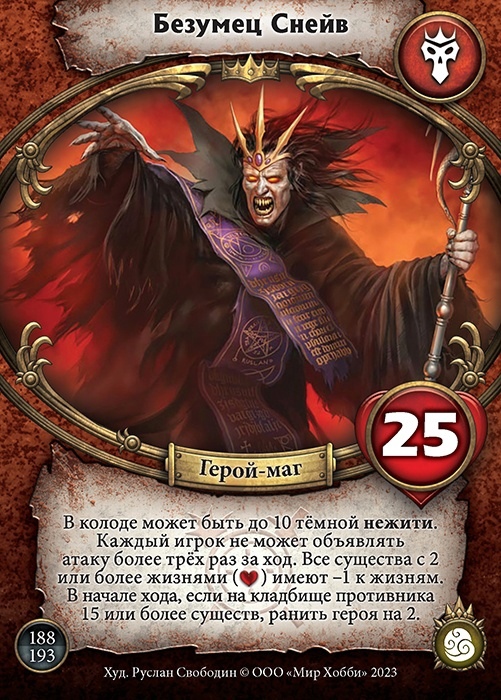 Безумец Снейв
25
Герой-маг
В колоде может быть до 10 тёмной нежити.
Каждый игрок не может объявлять
атаку более трёх раз за ход. Все существа с 2
или более жизнями (❤) имеют –1 к жизням.
В начале хода, если на кладбище противника
15 или более существ, ранить героя на 2.
188
193
Худ. Руслан Свободин © ООО «Мир Хобби» 2023